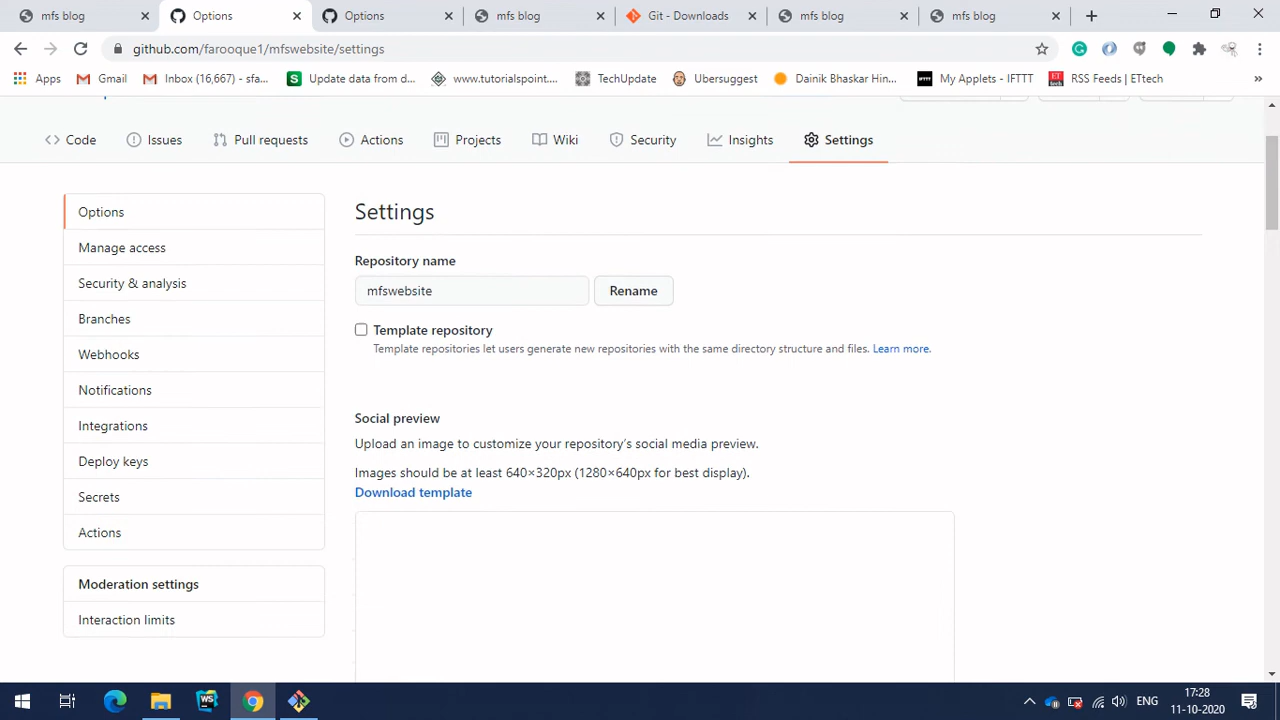 mfs blog
Options
Options
mfs blog
Git - Downloads
mfs blog
mfs blog
github.com/farooque1/mfswebsite/settings
Apps
Gmail
Inbox (16,667) - sfa...
Update data from d...
www.tutorialspoint....
TechUpdate
Ubersuggest
Dainik Bhaskar Hin...
IFTTT
My Applets - IFTTT
ET tech
RSS Feeds | ETtech
»
Code
Issues
Pull requests
Actions
Projects
Wiki
Security
Insights
Settings
Options
Manage access
Security & analysis
Branches
Webhooks
Notifications
Integrations
Deploy keys
Secrets
Actions
Moderation settings
Interaction limits
Settings
Repository name
mfswebsite
Rename
Template repository
Template repositories let users generate new repositories with the same directory structure and files. Learn more.
Social preview
Upload an image to customize your repository's social media preview.
Images should be at least 640×320px (1280×640px for best display).
Download template
WS
ENG
17:28
11-10-2020